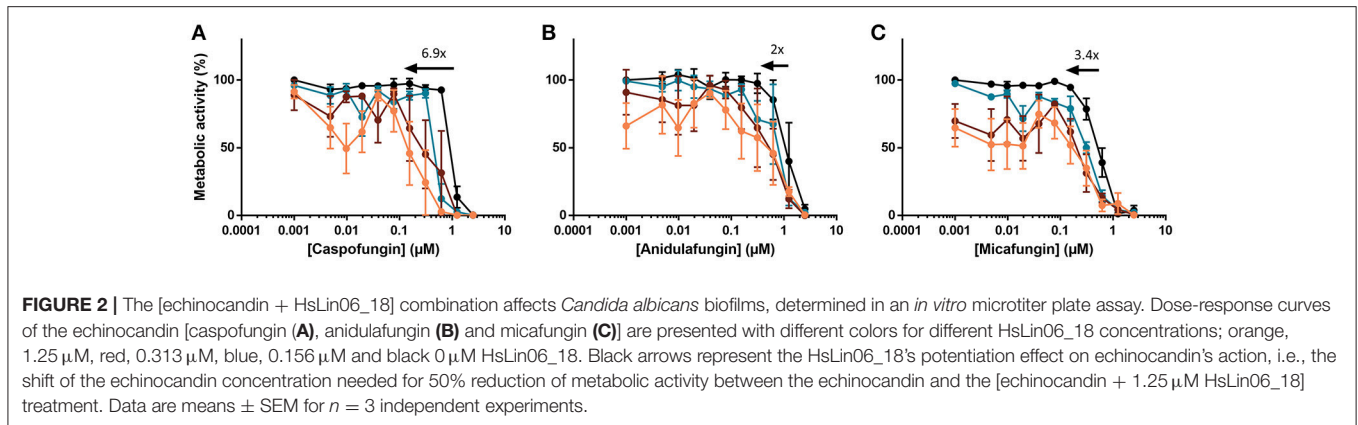 A
B
C
6.9x
2x
3.4x
Metabolic activity (%)
100
50
0
0.0001 0.001 0.01 0.1 1 10
[Caspofungin] (µM)
100
50
0
0.0001 0.001 0.01 0.1 1 10
[Anidulafungin] (µM)
100
50
0
0.0001 0.001 0.01 0.1 1 10
[Micafungin] (µM)
FIGURE 2 | The [echinocandin + HsLin06_18] combination affects Candida albicans biofilms, determined in an in vitro microtiter plate assay. Dose-response curves
of the echinocandin [caspofungin (A), anidulafungin (B) and micafungin (C)] are presented with different colors for different HsLin06_18 concentrations; orange,
1.25 µM, red, 0.313 µM, blue, 0.156 µM and black 0 µM HsLin06_18. Black arrows represent the HsLin06_18's potentiation effect on echinocandin's action, i.e., the
shift of the echinocandin concentration needed for 50% reduction of metabolic activity between the echinocandin and the [echinocandin + 1.25 µM HsLin06_18]
treatment. Data are means ± SEM for n = 3 independent experiments.